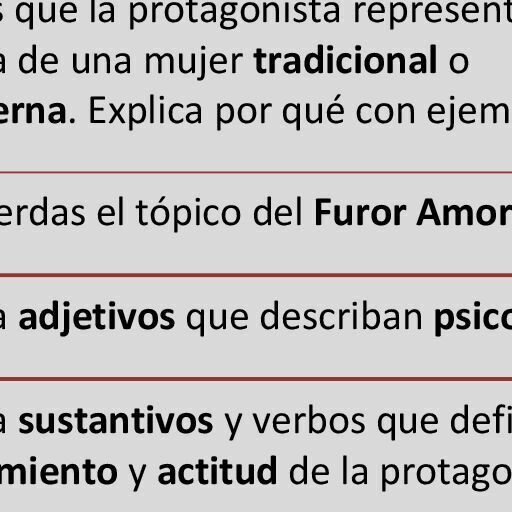 que la protagonista represent
de una mujer tradicional o
erna. Explica por qué con ejem
erdas el tópico del Furor Amor
a adjetivos que describan psico
a sustantivos y verbos que defi
miento y actitud de la protago